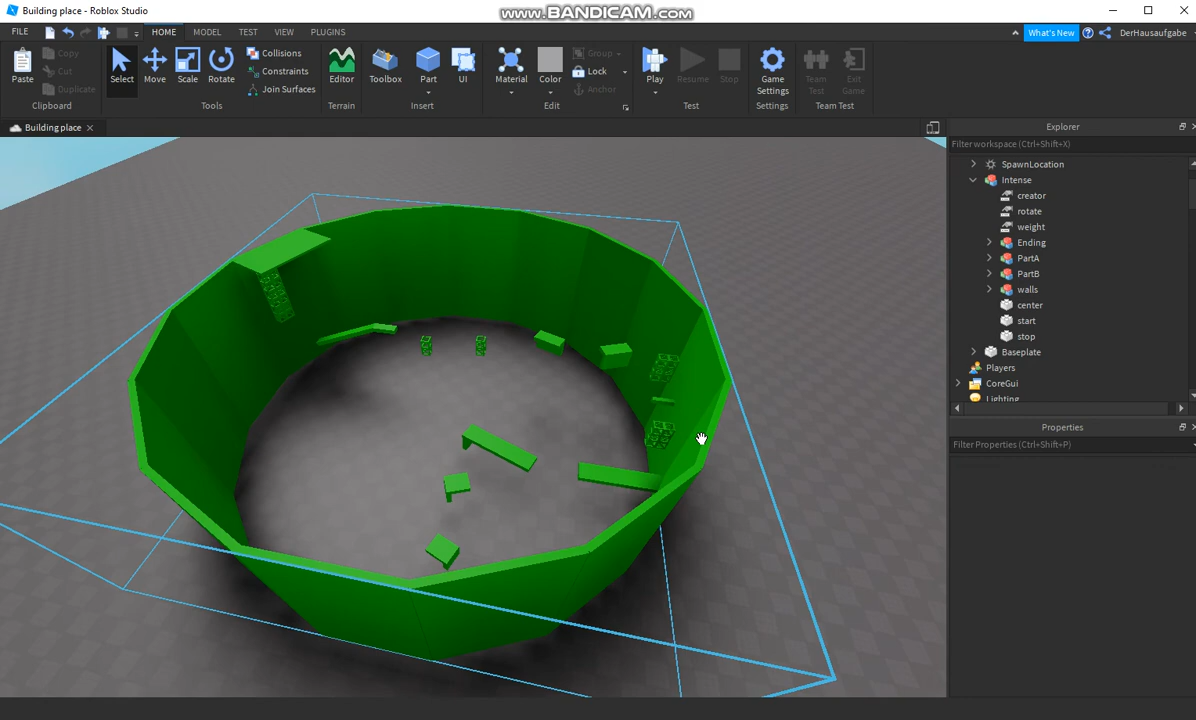 Building place - Roblox Studio
www.BANDICAM.com
FILE HOME MODEL TEST VIEW PLUGINS
What's New DerHausaufgabe
Paste Copy Cut Duplicate
Select Move Scale Rotate
Collisions Constraints Join Surfaces
Editor Toolbox Part UI
Material Color Group Lock Anchor
Play Resume Stop
Game Settings Team Test Exit Game
Clipboard Tools Terrain Insert Edit Test Settings Team Test
Building place
Explorer
Filter workspace (Ctrl+Shift+X)
SpawnLocation
Intense
creator
rotate
weight
Ending
PartA
PartB
walls
center
start
stop
Baseplate
Players
CoreGui
Lighting
Properties
Filter Properties (Ctrl+Shift+P)